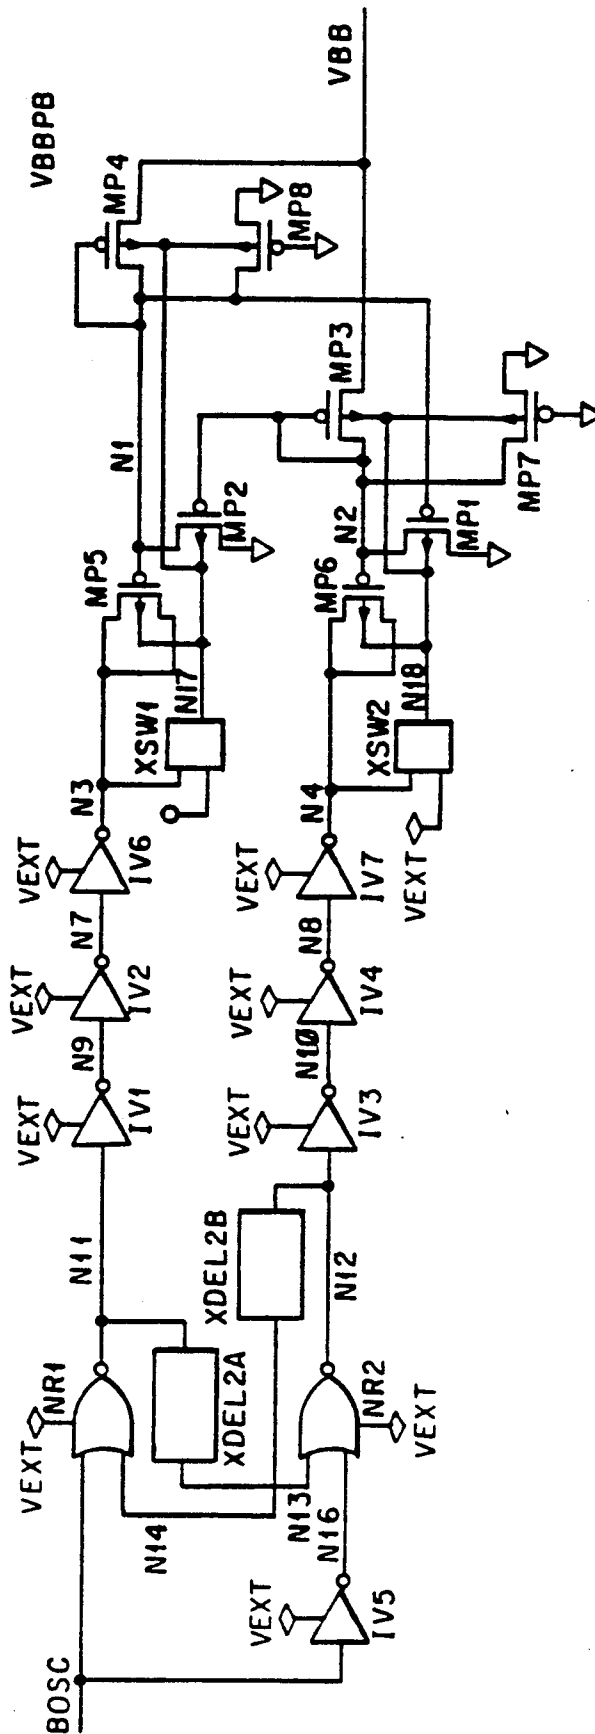 VBBPB
BOSC
VEXT
NR1
N11
VEXT
IV1
N9
VEXT
IV2
N7
VEXT
IV6
N3
XSW1
N17
MP5
N1
MP2
MP4
MP8
N14
XDEL2A
XDEL2B
VEXT
IV5
N13
N16
NR2
VEXT
N12
VEXT
IV3
N10
VEXT
IV4
N8
VEXT
IV7
N4
VEXT
XSW2
N18
MP6
N2
MP1
MP3
MP7
VBB